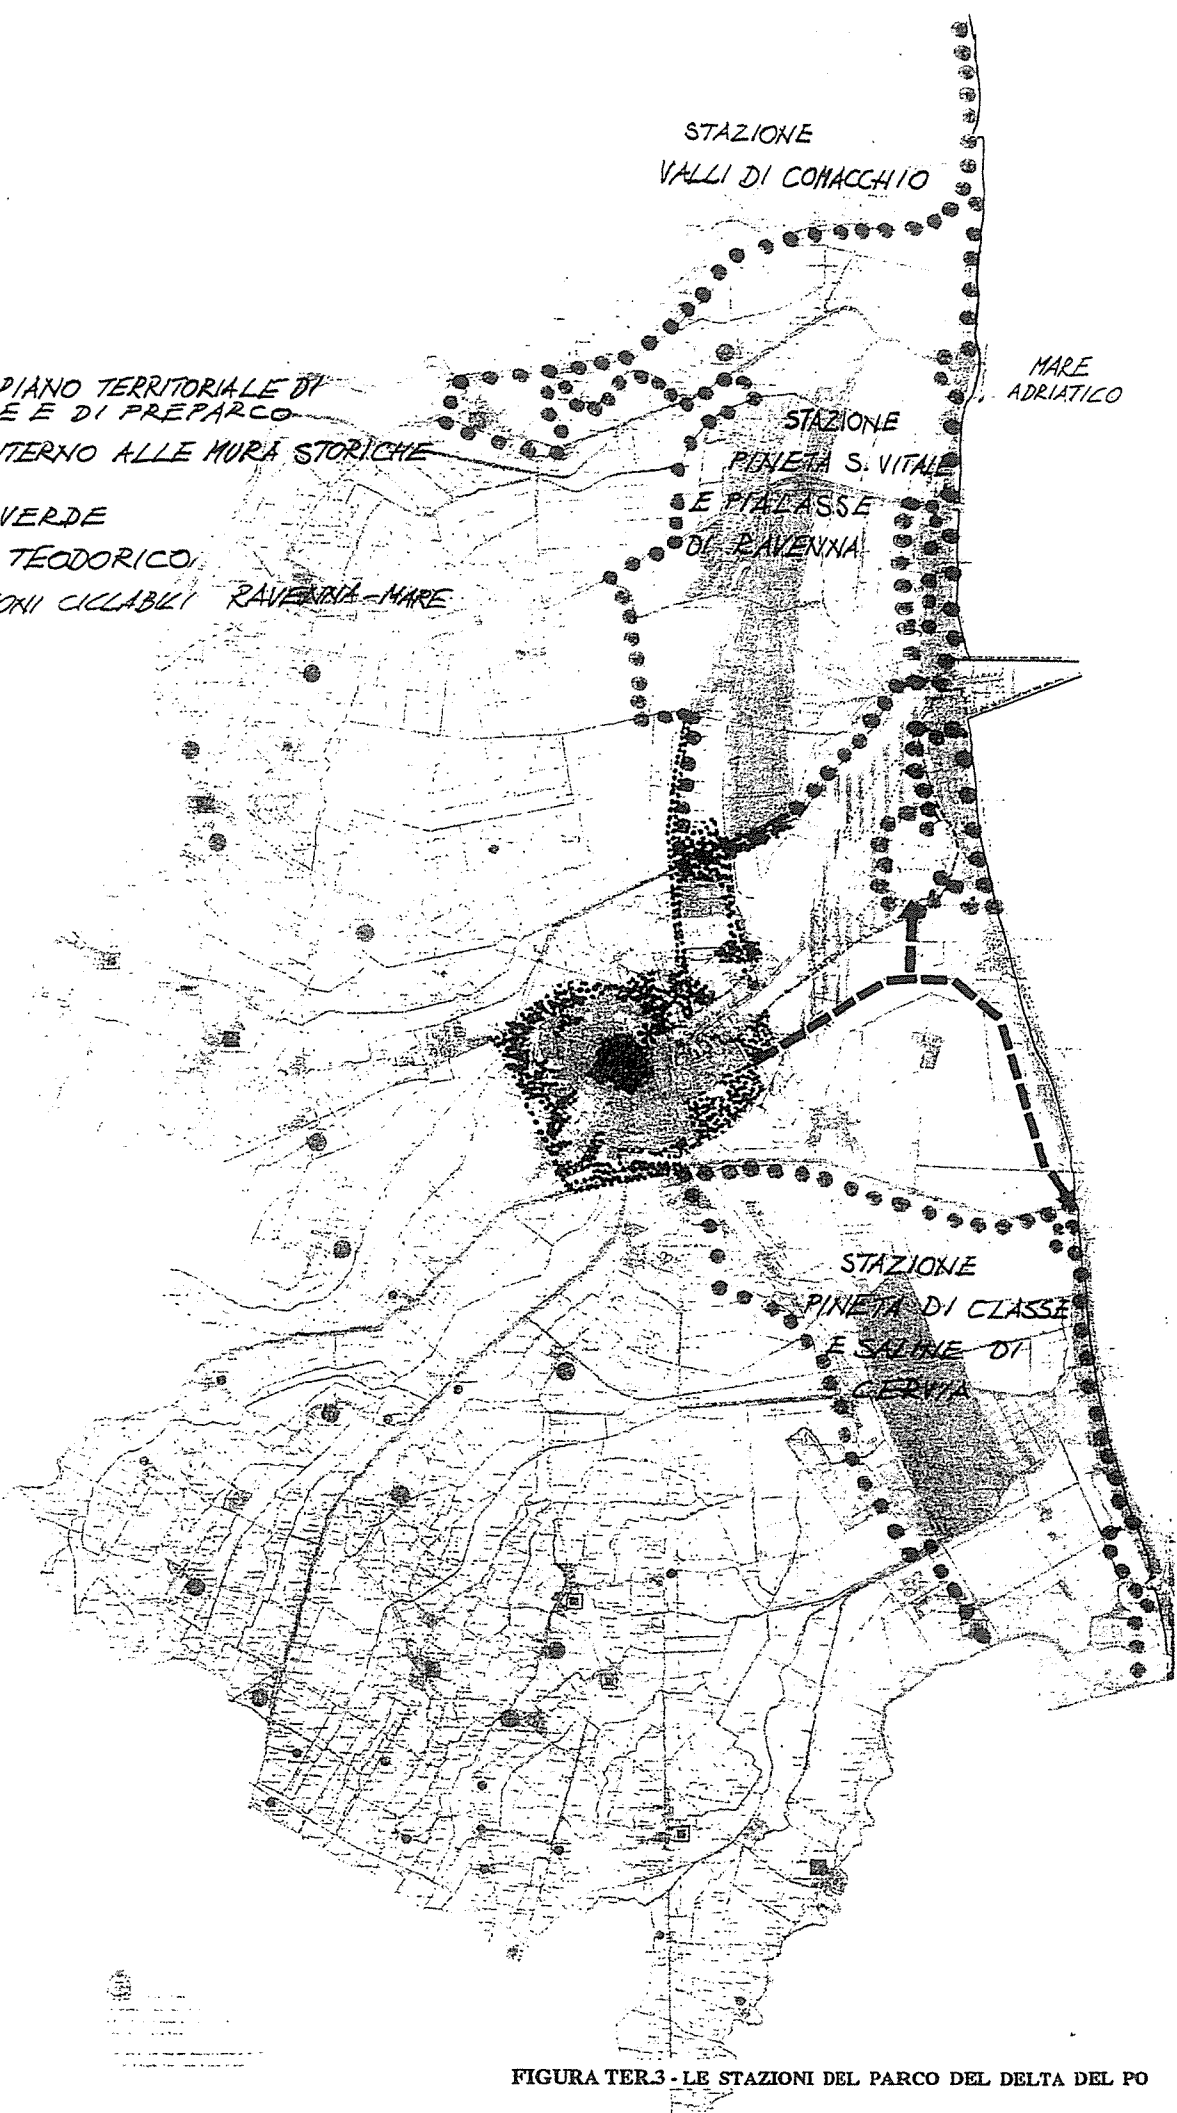 STAZIONE
VALLI DI COMACCHIO
MARE
ADRIATICO
PIANO TERRITORIALE DI
E E DI PREPARCO
TERNO ALLE MURA STORICHE
VERDE
TEODORICO
ONI CICLABILI RAVENNA-MARE
STAZIONE
PINETA S. VITALE
E PIALASSE
DI RAVENNA
STAZIONE
PINETA DI CLASSE
E SALINE DI
CERVIA
FIGURA TER.3 - LE STAZIONI DEL PARCO DEL DELTA DEL PO